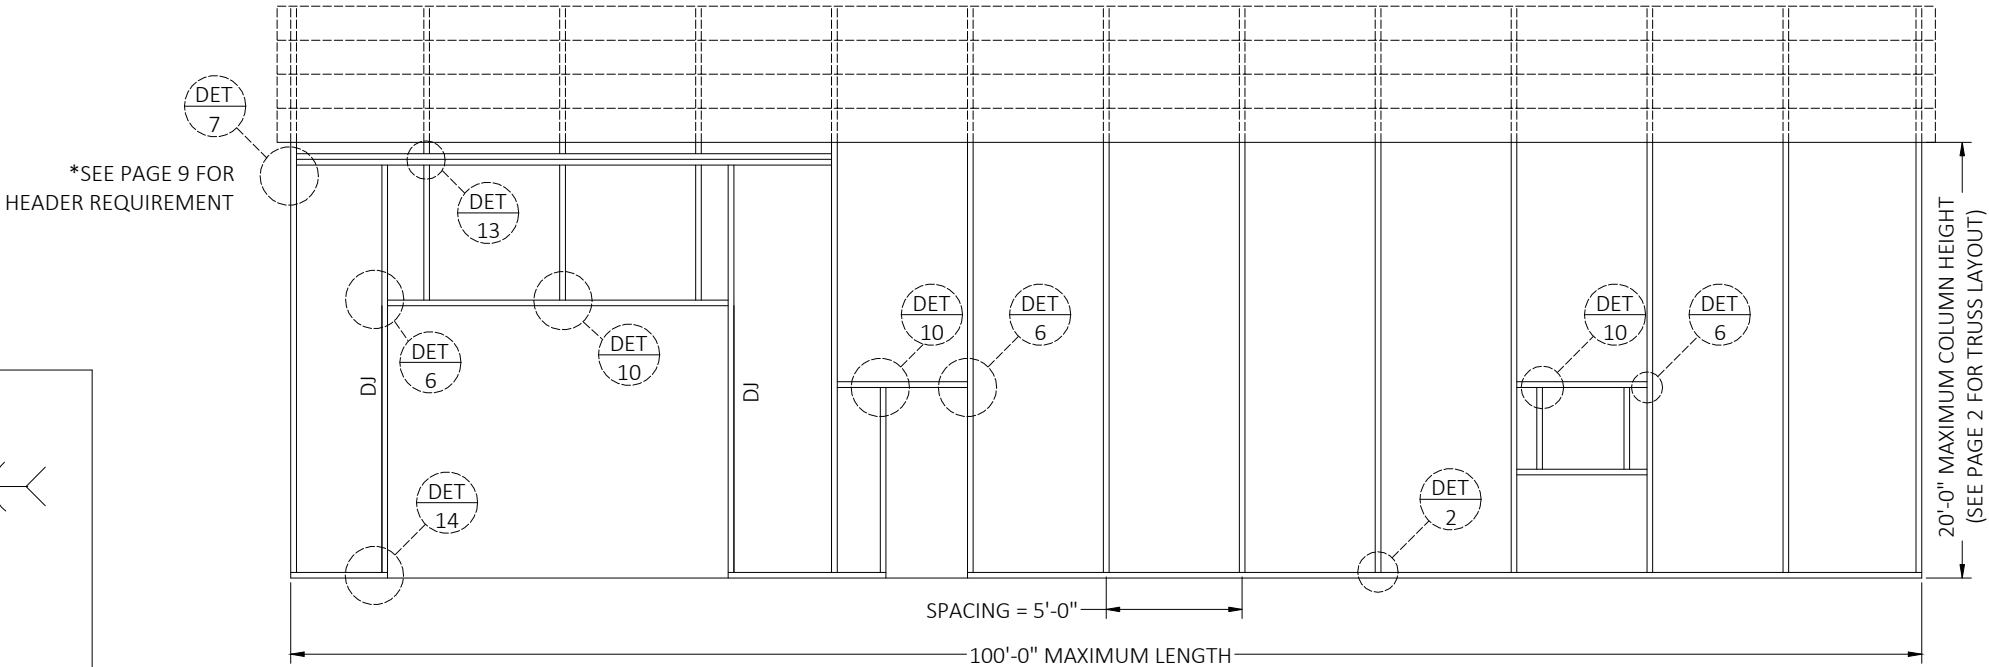 DET
7
*SEE PAGE 9 FOR
HEADER REQUIREMENT
DET
13
DET
6
DET
10
DJ
DJ
DET
14
DET
10
DET
6
DET
10
DET
6
DET
2
20'-0" MAXIMUM COLUMN HEIGHT
(SEE PAGE 2 FOR TRUSS LAYOUT)
SPACING = 5'-0"
100'-0" MAXIMUM LENGTH